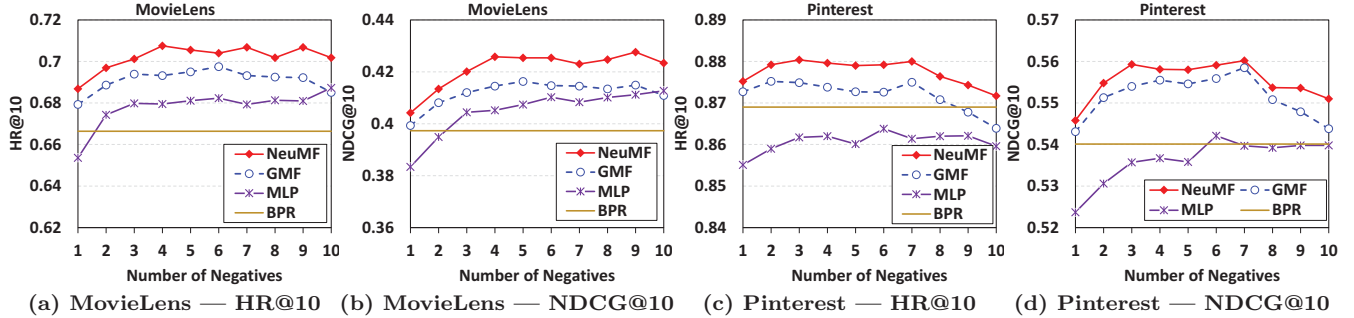 MovieLens
0.72
0.7
0.68
0.66
0.64
0.62
HR@10
NeuMF
GMF
MLP
BPR
1 2 3 4 5 6 7 8 9 10
Number of Negatives
(a) MovieLens — HR@10
MovieLens
0.44
0.42
0.4
0.38
0.36
NDCG@10
NeuMF
GMF
MLP
BPR
1 2 3 4 5 6 7 8 9 10
Number of Negatives
(b) MovieLens — NDCG@10
Pinterest
0.89
0.88
0.87
0.86
0.85
0.84
HR@10
NeuMF
GMF
MLP
BPR
1 2 3 4 5 6 7 8 9 10
Number of Negatives
(c) Pinterest — HR@10
Pinterest
0.57
0.56
0.55
0.54
0.53
0.52
NDCG@10
NeuMF GMF
MLP BPR
1 2 3 4 5 6 7 8 9 10
Number of Negatives
(d) Pinterest — NDCG@10